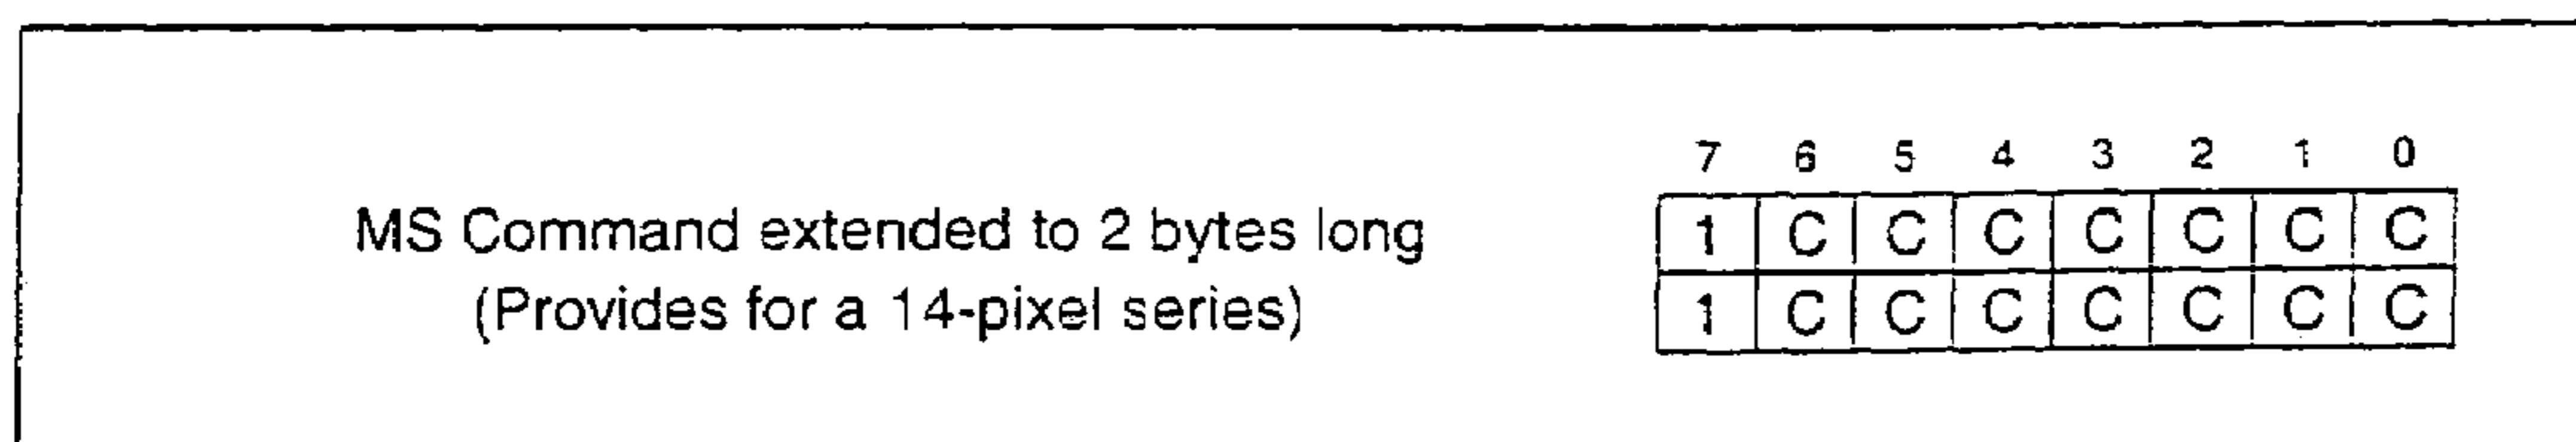 7 6 5 4 3 2 1 0
MS Command extended to 2 bytes long 1 C C C C C C C
(Provides for a 14-pixel series) 1 C C C C C C C